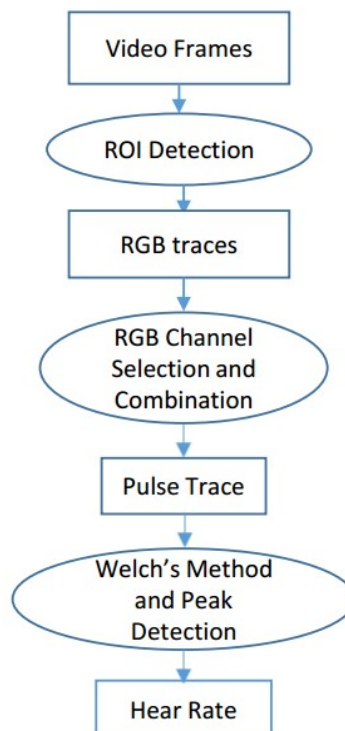 Video Frames
ROI Detection
RGB traces
RGB Channel
Selection and
Combination
Pulse Trace
Welch’s Method
and Peak
Detection
Hear Rate